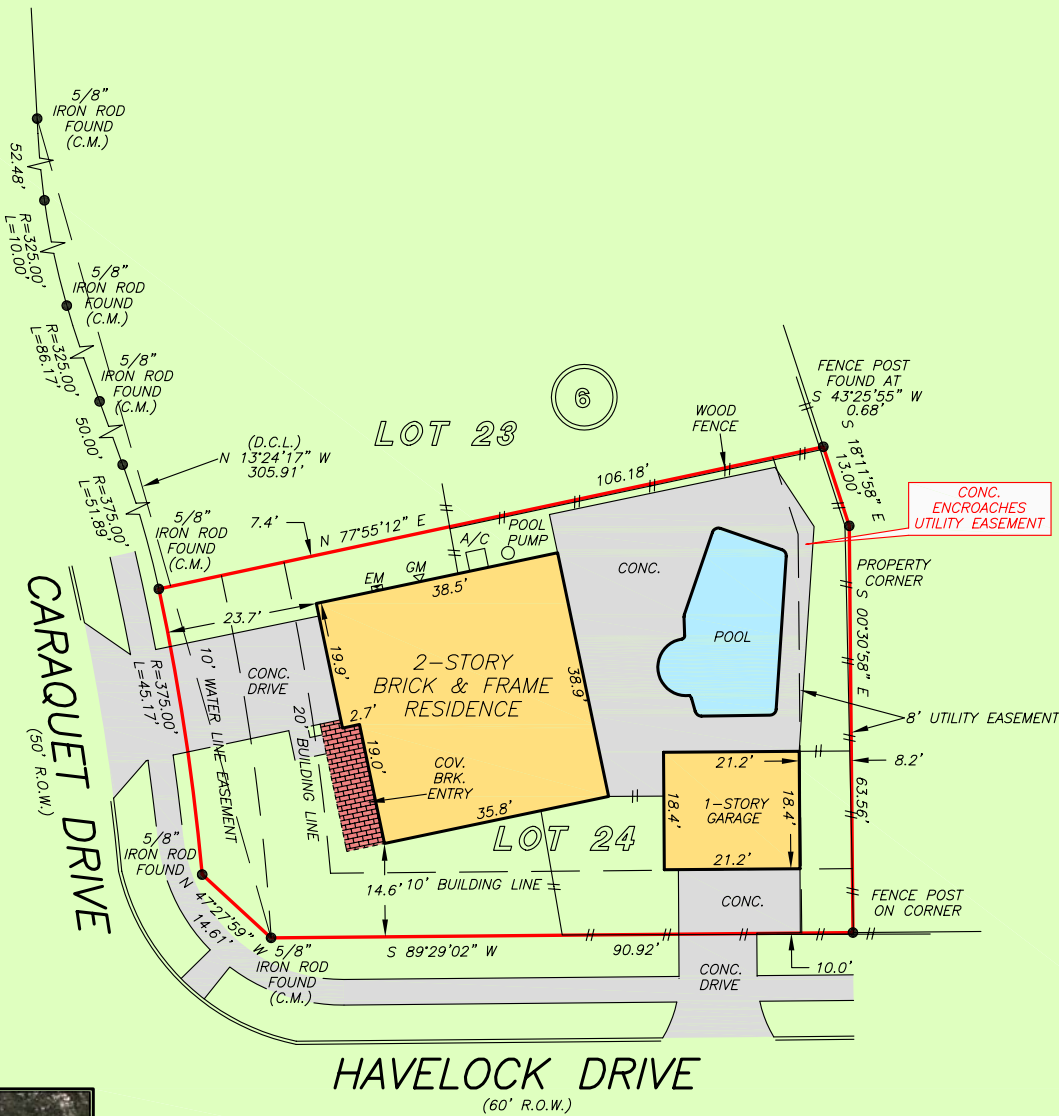 5/8"
IRON ROD
FOUND
(C.M.)
52.48'
R=325.00'
L=10.00'
5/8"
IRON ROD
FOUND
(C.M.)
R=325.00'
L=86.17'
5/8"
IRON ROD
FOUND
(C.M.)
50.00'
(D.C.L.)
N 13°24'17" W
305.91'
R=375.00'
L=51.89'
5/8"
IRON ROD
FOUND
(C.M.)
LOT 23
6
WOOD
FENCE
FENCE POST
FOUND AT
S 43°25'55" W
0.68'
S 18°11'58" E
13.00'
CONC.
ENCROACHES
UTILITY EASEMENT
106.18'
N 77°55'12" E
7.4'
POOL
PUMP
A/C
GM
EM
38.5'
CONC.
POOL
PROPERTY
CORNER
S 00°30'58" E
63.56'
8' UTILITY EASEMENT
8.2'
23.7'
CONC.
DRIVE
19.9'
2-STORY
BRICK & FRAME
RESIDENCE
38.9'
2.7'
19.0'
COV.
BRK.
ENTRY
35.8'
R=375.00'
L=45.17'
10' WATER LINE EASEMENT
20' BUILDING LINE
CARAQUET DRIVE
(50' R.O.W.)
21.2'
18.4'
1-STORY
GARAGE
18.4'
21.2'
LOT 24
5/8"
IRON ROD
FOUND
14.6'
10' BUILDING LINE
CONC.
FENCE POST
ON CORNER
N 47°27'59" W
14.61'
5/8"
IRON ROD
FOUND
(C.M.)
S 89°29'02" W
90.92'
CONC.
DRIVE
10.0'
HAVELOCK DRIVE
(60' R.O.W.)